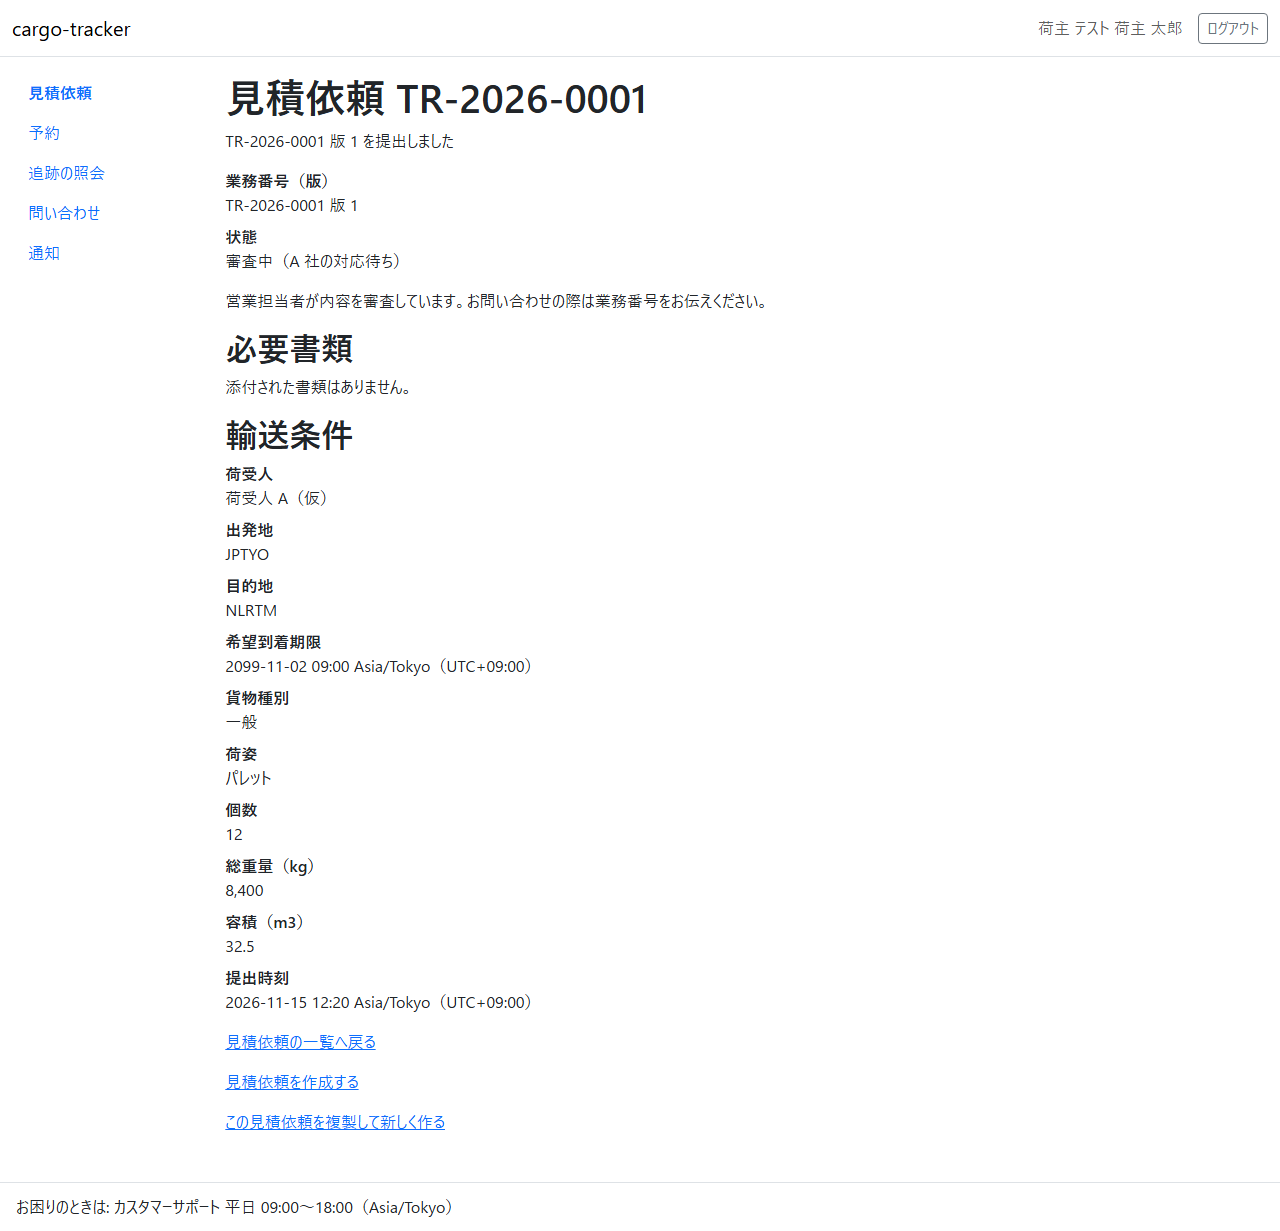 cargo-tracker
荷主 テスト 荷主 太郎
ログアウト
見積依頼
予約
追跡の照会
問い合わせ
通知
見積依頼 TR-2026-0001
TR-2026-0001 版 1 を提出しました
業務番号（版）
TR-2026-0001 版 1
状態
審査中（A 社の対応待ち）
営業担当者が内容を審査しています。お問い合わせの際は業務番号をお伝えください。
必要書類
添付された書類はありません。
輸送条件
荷受人
荷受人 A（仮）
出発地
JPTYO
目的地
NLRTM
希望到着期限
2099-11-02 09:00 Asia/Tokyo（UTC+09:00）
貨物種別
一般
荷姿
パレット
個数
12
総重量（kg）
8,400
容積（m3）
32.5
提出時刻
2026-11-15 12:20 Asia/Tokyo（UTC+09:00）
見積依頼の一覧へ戻る
見積依頼を作成する
この見積依頼を複製して新しく作る
お困りのときは: カスタマーサポート 平日 09:00～18:00（Asia/Tokyo）